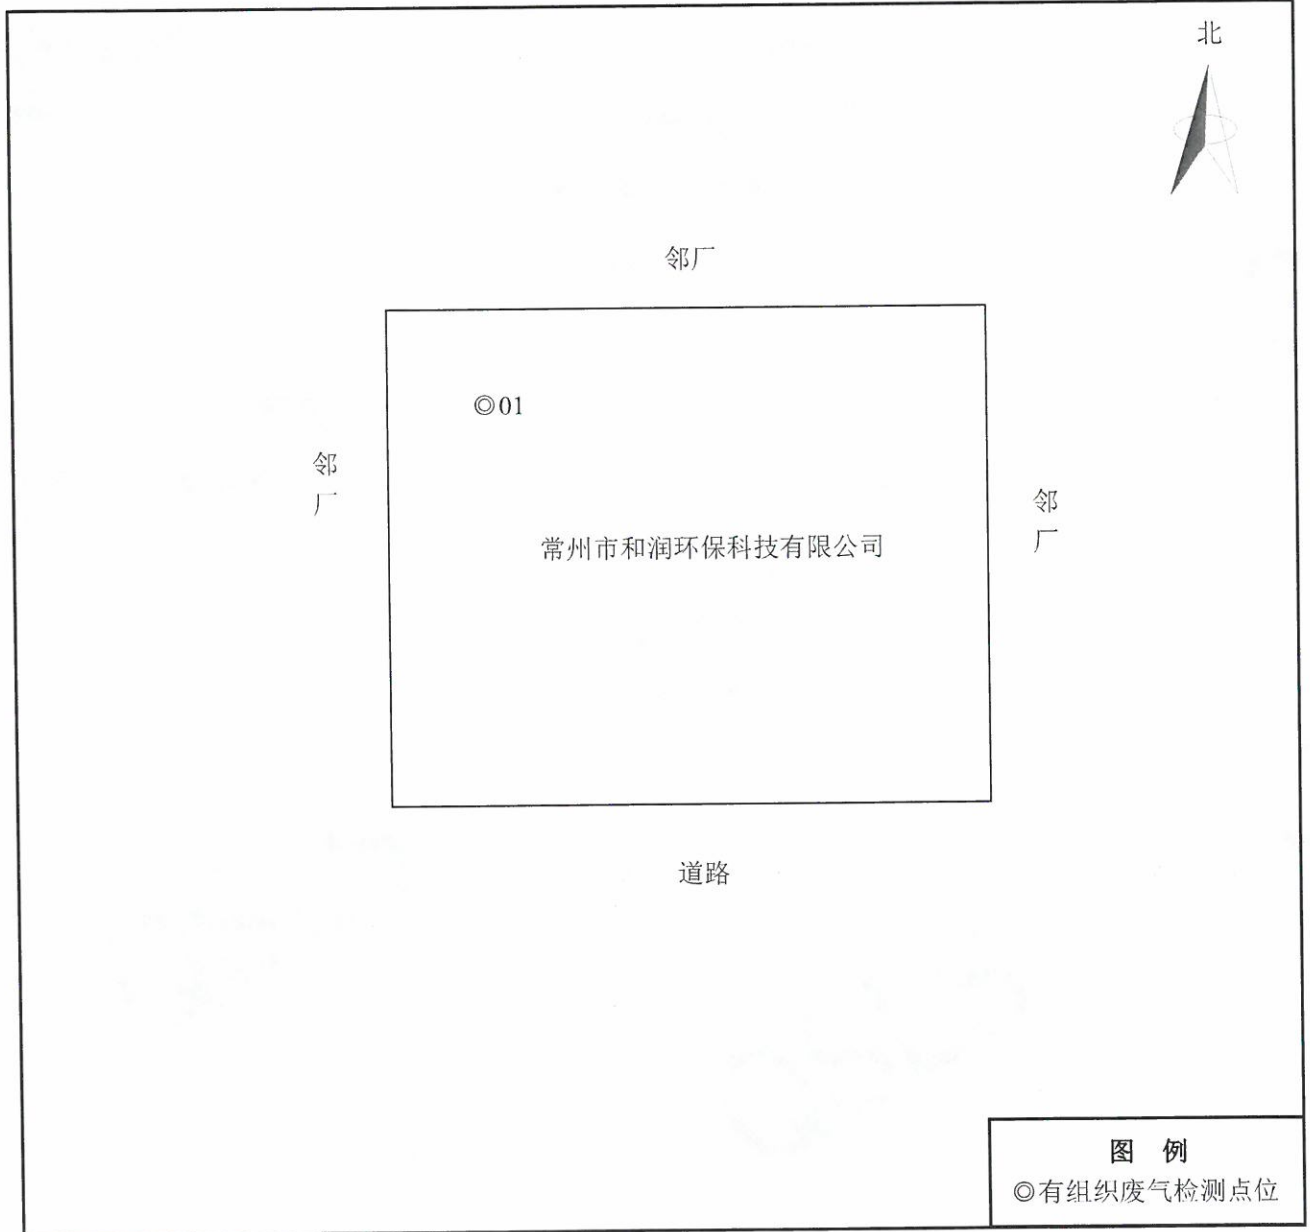 北
邻厂
◎01
邻
厂
邻
厂
常州市和润环保科技有限公司
道路
图 例
◎有组织废气检测点位